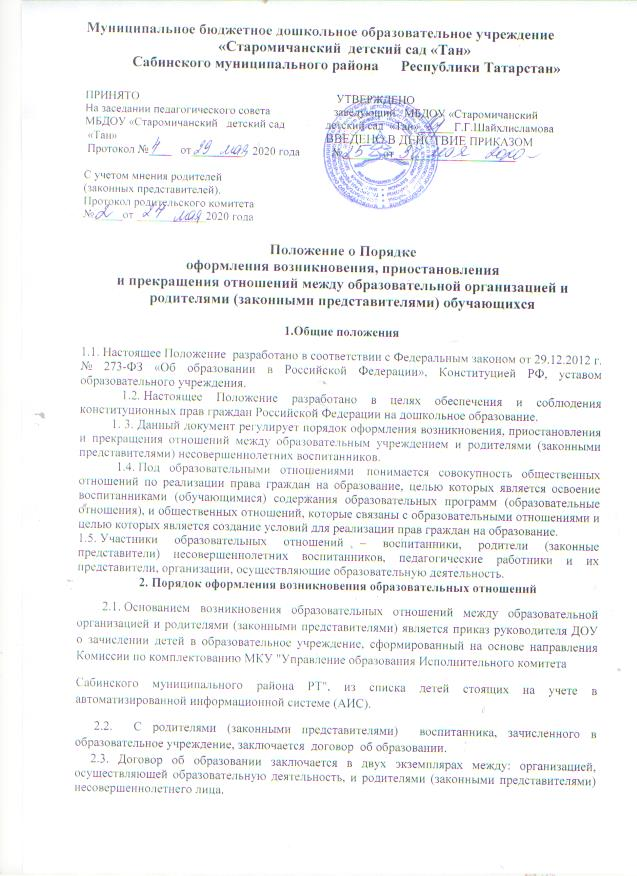 Муниципальное бюджетное дошкольное образовательное учреждение
«Старомичанский детский сад «Тан»
Сабинского муниципального района Республики Татарстан»
ПРИНЯТО
На заседании педагогического совета
МБДОУ «Старомичанский детский сад
«Тан»
Протокол № 4 от 29 мая 2020 года
С учетом мнения родителей
(законных представителей).
Протокол родительского комитета
№ 2 от 27 мая 2020 года
УТВЕРЖДЕНО
заведующий МБДОУ «Старомичанский
детский сад «Тан» Г.Г.Шайхлисламова
ВВЕДЕНО В ДЕЙСТВИЕ ПРИКАЗОМ
№ от мая 2020
Положение о Порядке
оформления возникновения, приостановления
и прекращения отношений между образовательной организацией и
родителями (законными представителями) обучающихся
1.Общие положения
1.1. Настоящее Положение разработано в соответствии с Федеральным законом от 29.12.2012 г.
№ 273-ФЗ «Об образовании в Российской Федерации», Конституцией РФ, уставом
образовательного учреждения.
1.2. Настоящее Положение разработано в целях обеспечения и соблюдения
конституционных прав граждан Российской Федерации на дошкольное образование.
1. 3. Данный документ регулирует порядок оформления возникновения, приостановления
и прекращения отношений между образовательным учреждением и родителями (законными
представителями) несовершеннолетних воспитанников.
1.4. Под образовательными отношениями понимается совокупность общественных
отношений по реализации права граждан на образование, целью которых является освоение
воспитанниками (обучающимися) содержания образовательных программ (образовательные
отношения), и общественных отношений, которые связаны с образовательными отношениями и
целью которых является создание условий для реализации прав граждан на образование.
1.5. Участники образовательных отношений – воспитанники, родители (законные
представители) несовершеннолетних воспитанников, педагогические работники и их
представители, организации, осуществляющие образовательную деятельность.
2. Порядок оформления возникновения образовательных отношений
2.1. Основанием возникновения образовательных отношений между образовательной
организацией и родителями (законными представителями) является приказ руководителя ДОУ
о зачислении детей в образовательное учреждение, сформированный на основе направления
Комиссии по комплектованию МКУ "Управление образования Исполнительного комитета
Сабинского муниципального района РТ". из списка детей стоящих на учете в
автоматизированной информационной системе (АИС).
2.2. С родителями (законными представителями) воспитанника, зачисленного в
образовательное учреждение, заключается договор об образовании.
2.3. Договор об образовании заключается в двух экземплярах между: организацией,
осуществляющей образовательную деятельность, и родителями (законными представителями)
несовершеннолетнего лица.